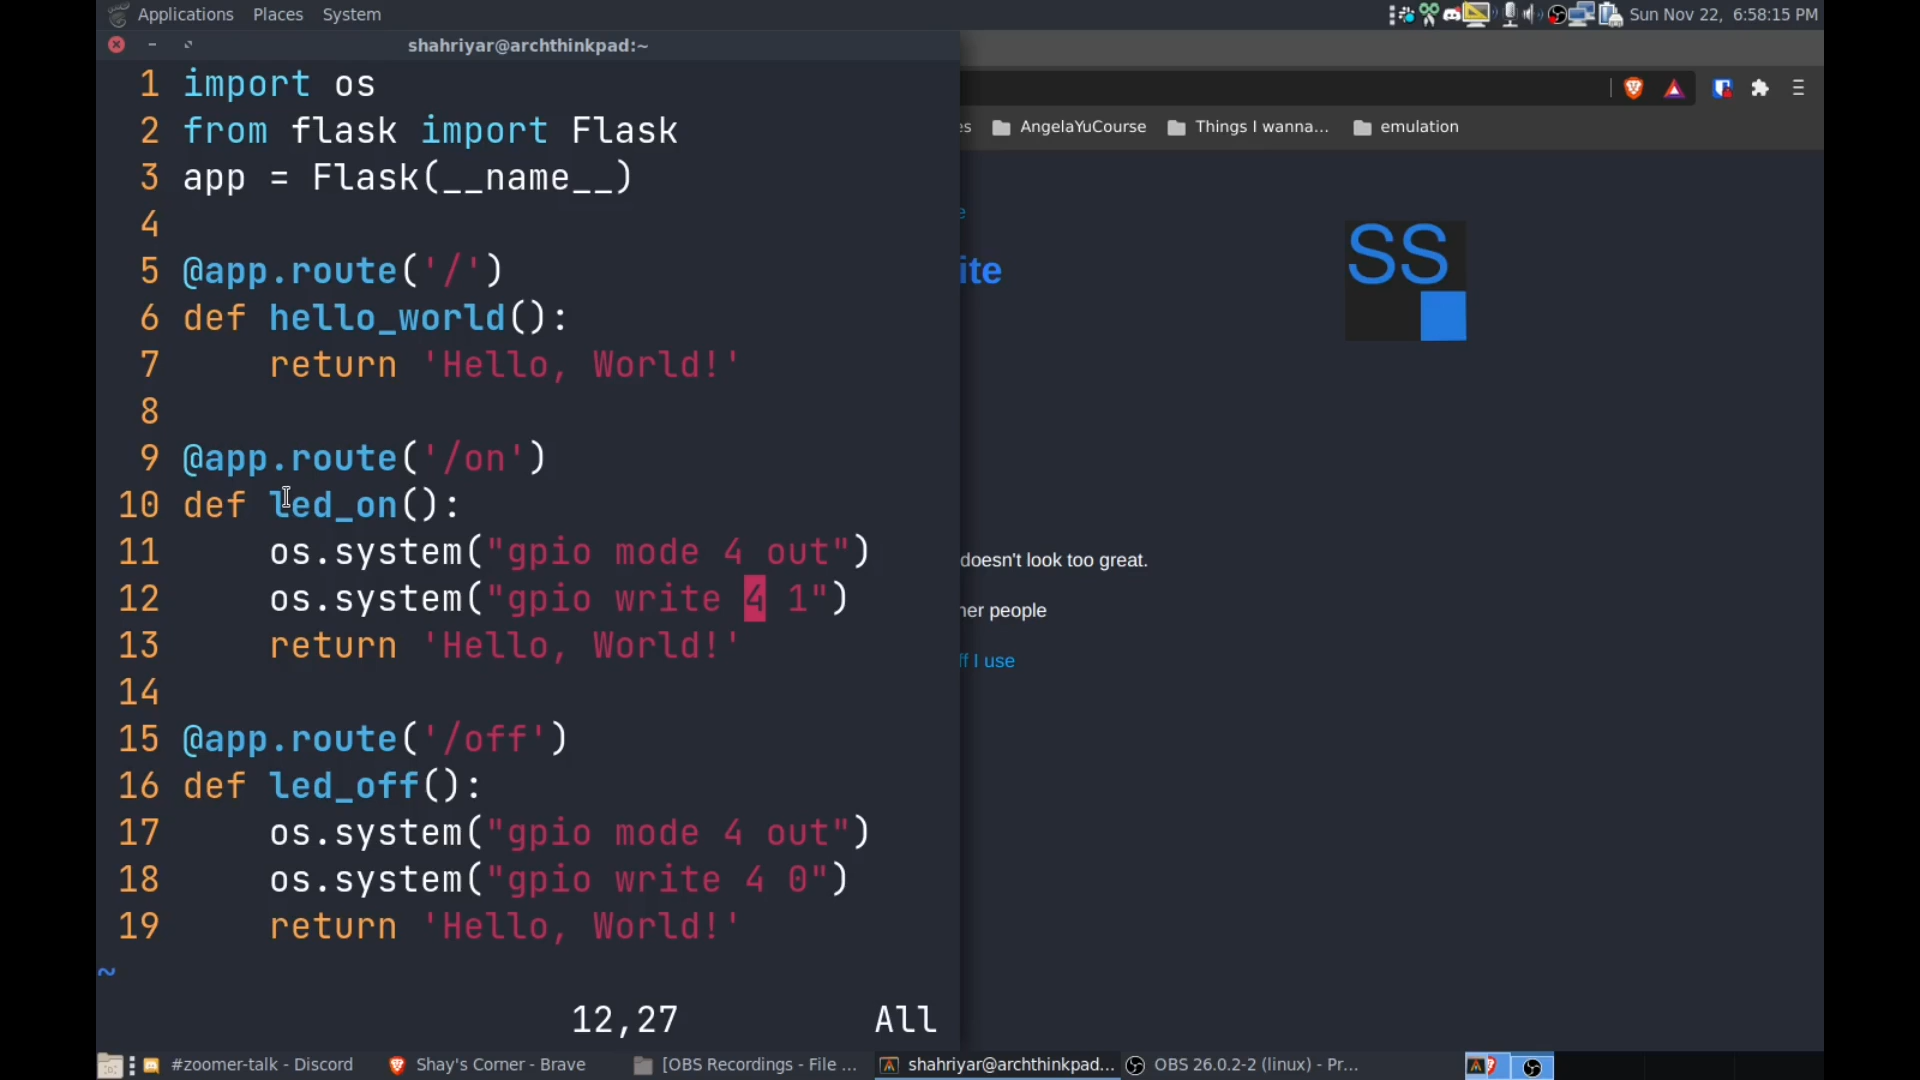 Applications Places System
Sun Nov 22, 6:58:15 PM
shahriyar@archthinkpad:~
1 import os
2 from flask import Flask
3 app = Flask(__name__)
4
5 @app.route('/')
6 def hello_world():
7     return 'Hello, World!'
8
9 @app.route('/on')
10 def led_on():
11     os.system("gpio mode 4 out")
12     os.system("gpio write 4 1")
13     return 'Hello, World!'
14
15 @app.route('/off')
16 def led_off():
17     os.system("gpio mode 4 out")
18     os.system("gpio write 4 0")
19     return 'Hello, World!'
~
12,27 All
es AngelaYuCourse Things I wanna... emulation
e
ite
SS
doesn't look too great.
her people
ff I use
#zoomer-talk - Discord Shay's Corner - Brave [OBS Recordings - File ... shahriyar@archthinkpad... OBS 26.0.2-2 (linux) - Pr...